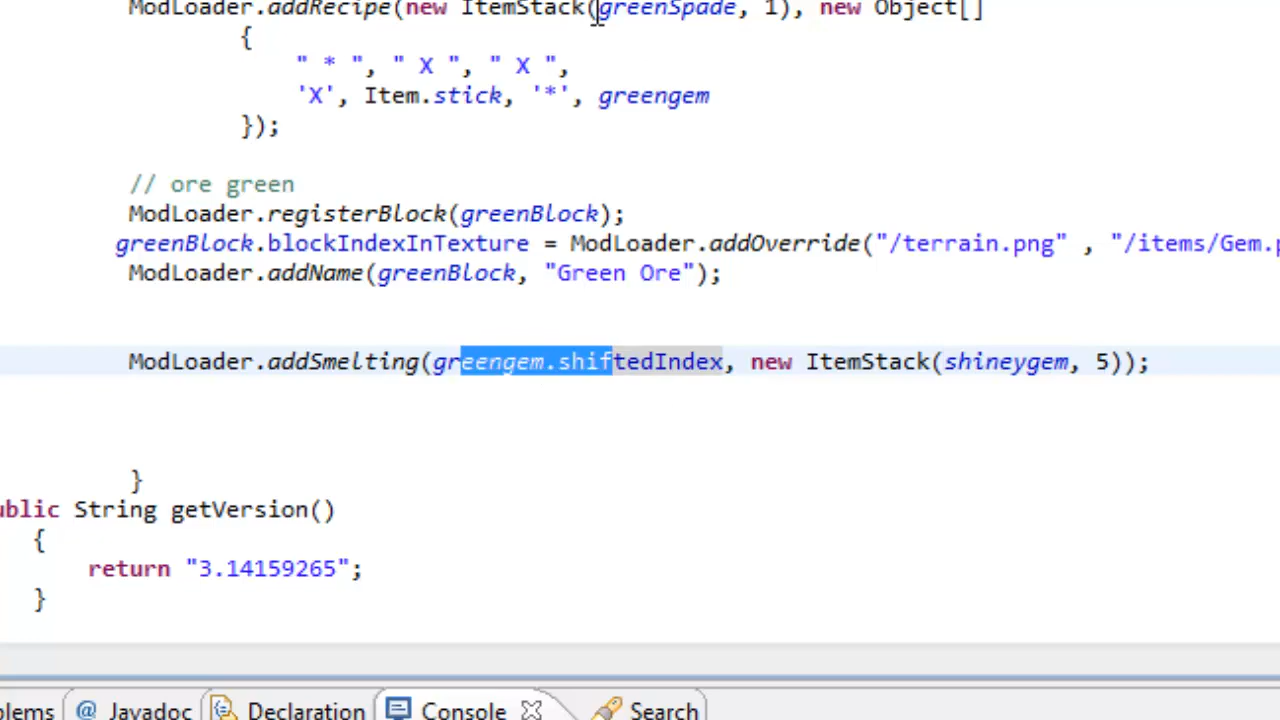 ModLoader.addRecipe(new ItemStack(greenSpade, 1), new Object[]
{
" * ", " X ", " X ",
'X', Item.stick, '*', greengem
});
// ore green
ModLoader.registerBlock(greenBlock);
greenBlock.blockIndexInTexture = ModLoader.addOverride("/terrain.png" , "/items/Gem.p
ModLoader.addName(greenBlock, "Green Ore");
ModLoader.addSmelting(greengem.shiftedIndex, new ItemStack(shineygem, 5));
}
ublic String getVersion()
{
return "3.14159265";
}
olems @ Javadoc Declaration Console Search